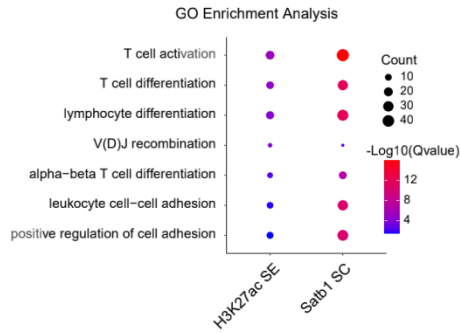 GO Enrichment Analysis
T cell activation
T cell differentiation
lymphocyte differentiation
V(D)J recombination
alpha−beta T cell differentiation
leukocyte cell−cell adhesion
positive regulation of cell adhesion
H3K27ac SE
Satb1 SC
Count
10
20
30
40
-Log10(Qvalue)
12
8
4